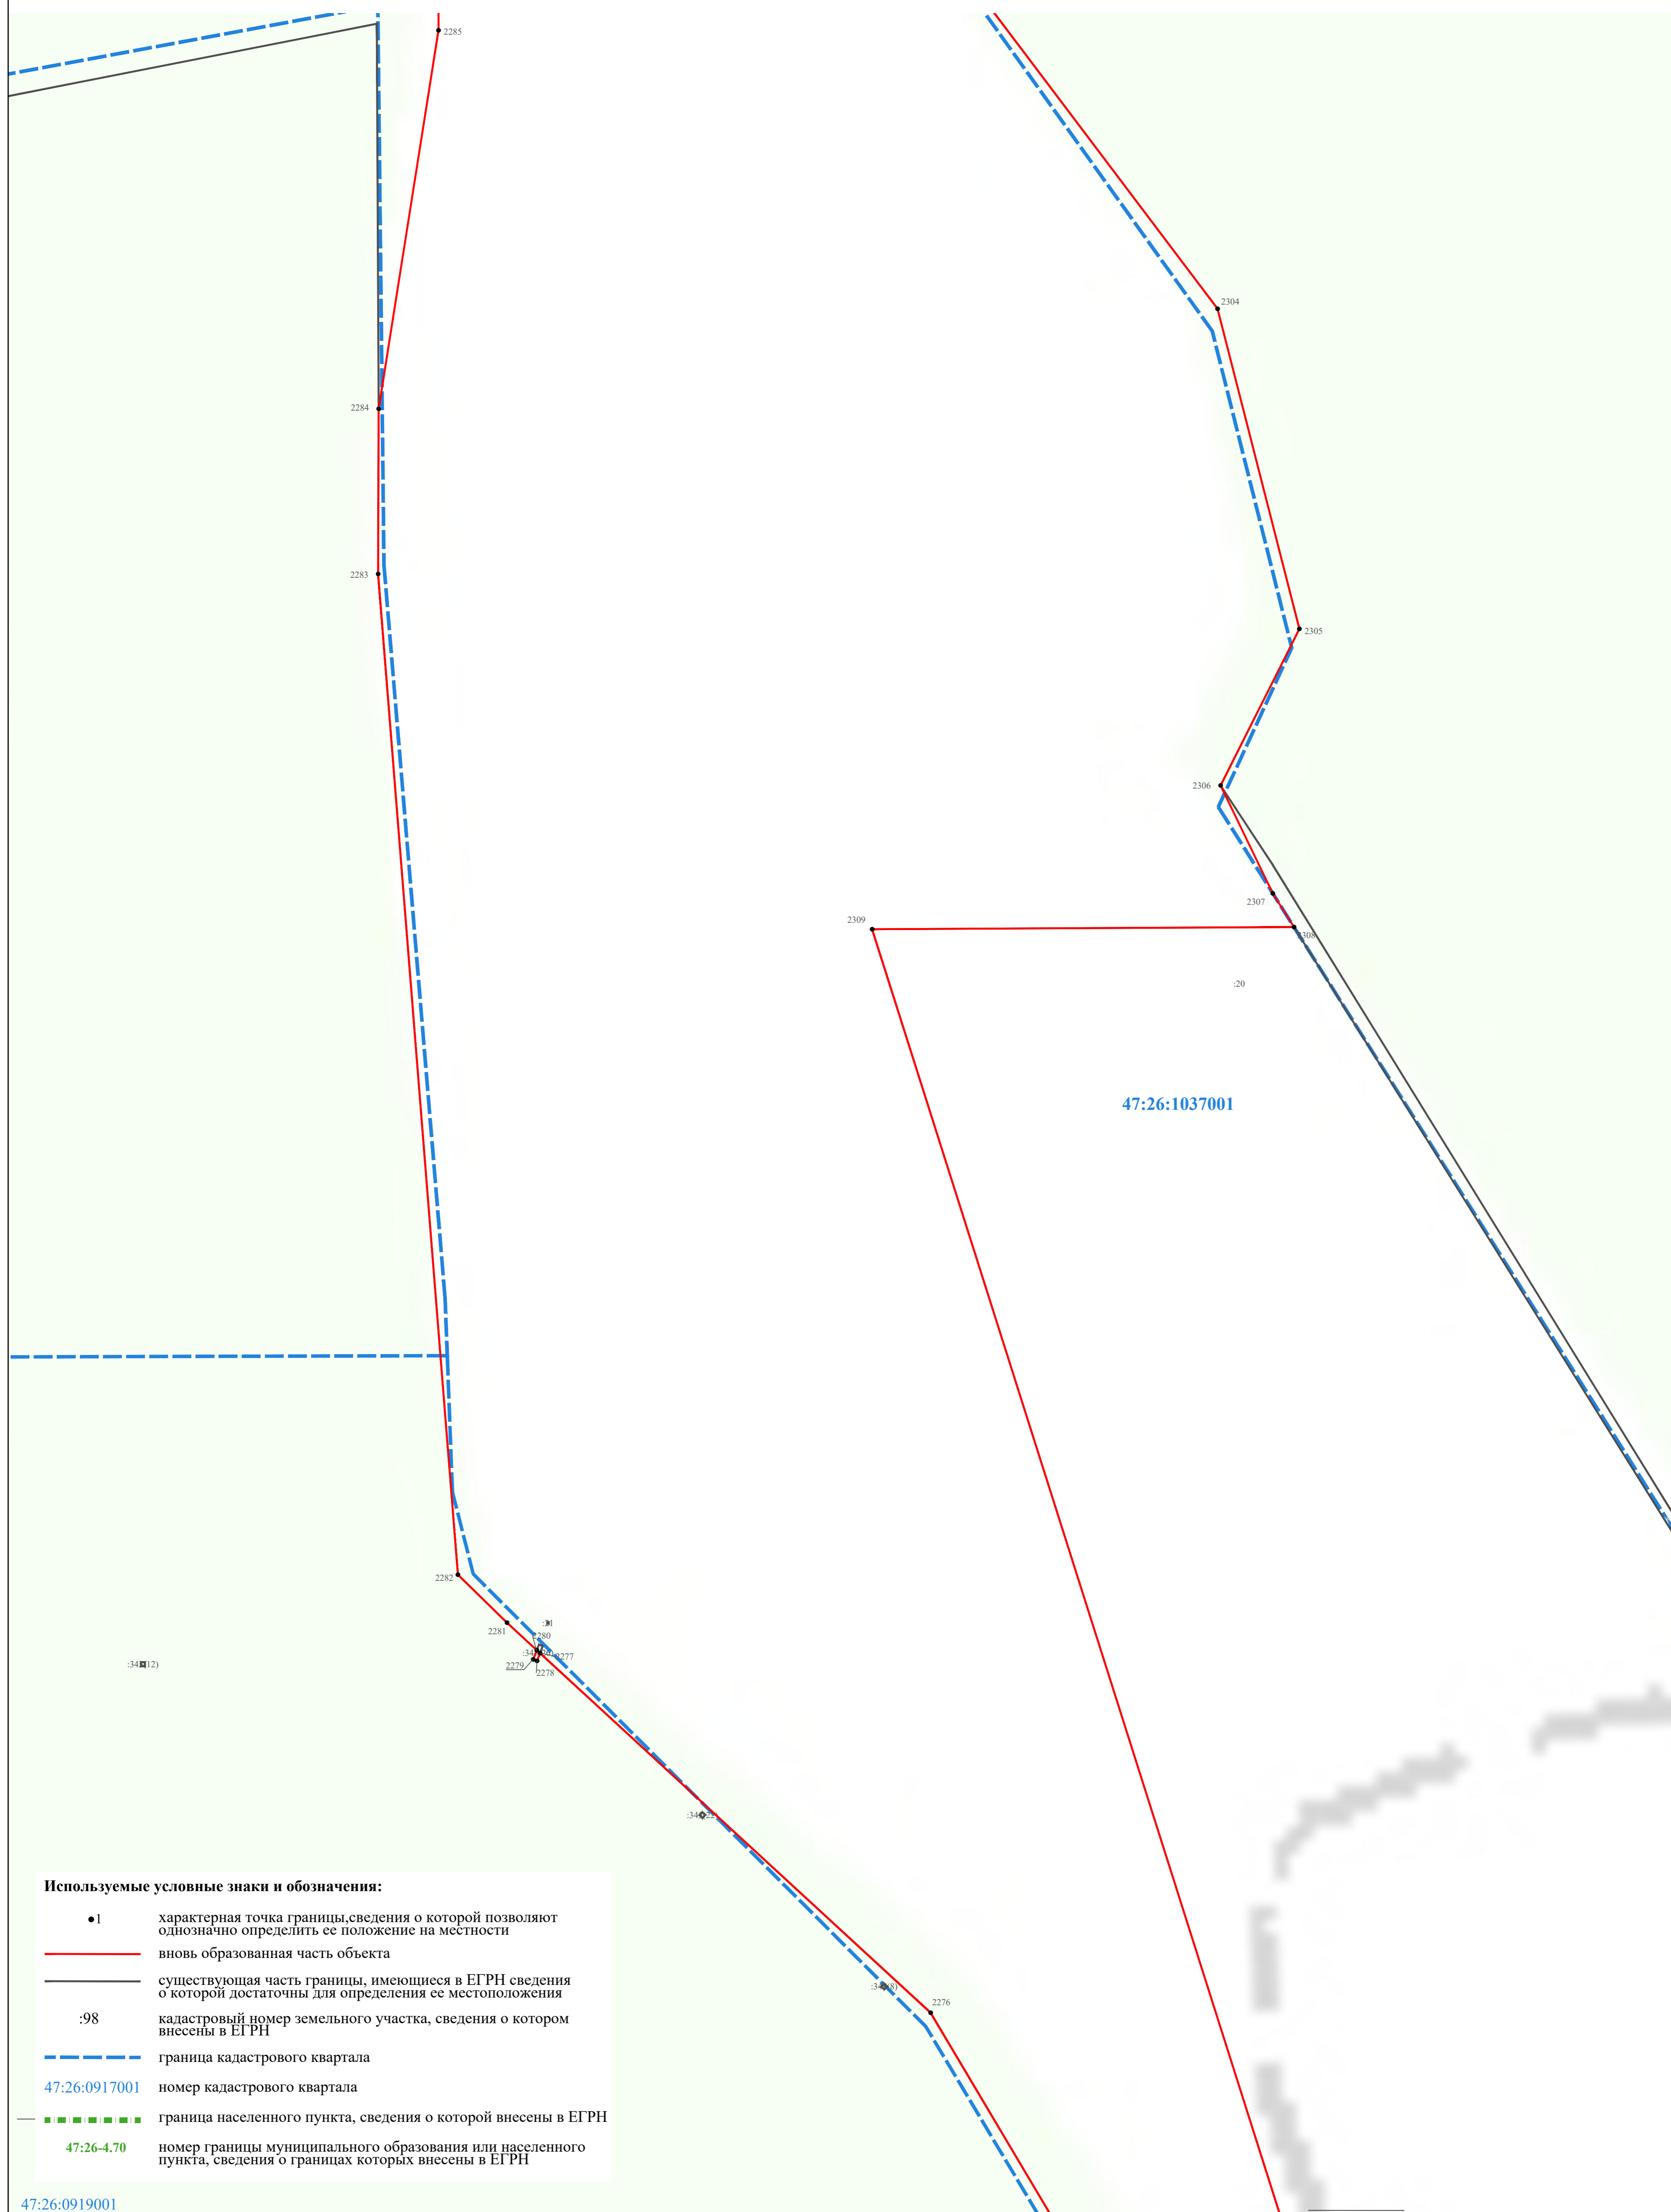 2285
2304
2284
2283
2305
2306
2307
2309
2308
:20
47:26:1037001
2282
2281
2280
2277
2279
2278
2276
Используемые условные знаки и обозначения:
1
характерная точка границы,сведения о которой позволяют
однозначно определить ее положение на местности
вновь образованная часть объекта
существующая часть границы, имеющиеся в ЕГРН сведения
о которой достаточны для определения ее местоположения
:98
кадастровый номер земельного участка, сведения о котором
внесены в ЕГРН
граница кадастрового квартала
47:26:0917001
номер кадастрового квартала
граница населенного пункта, сведения о которой внесены в ЕГРН
47:26-4.70
номер границы муниципального образования или населенного
пункта, сведения о границах которых внесены в ЕГРН
47:26:0919001